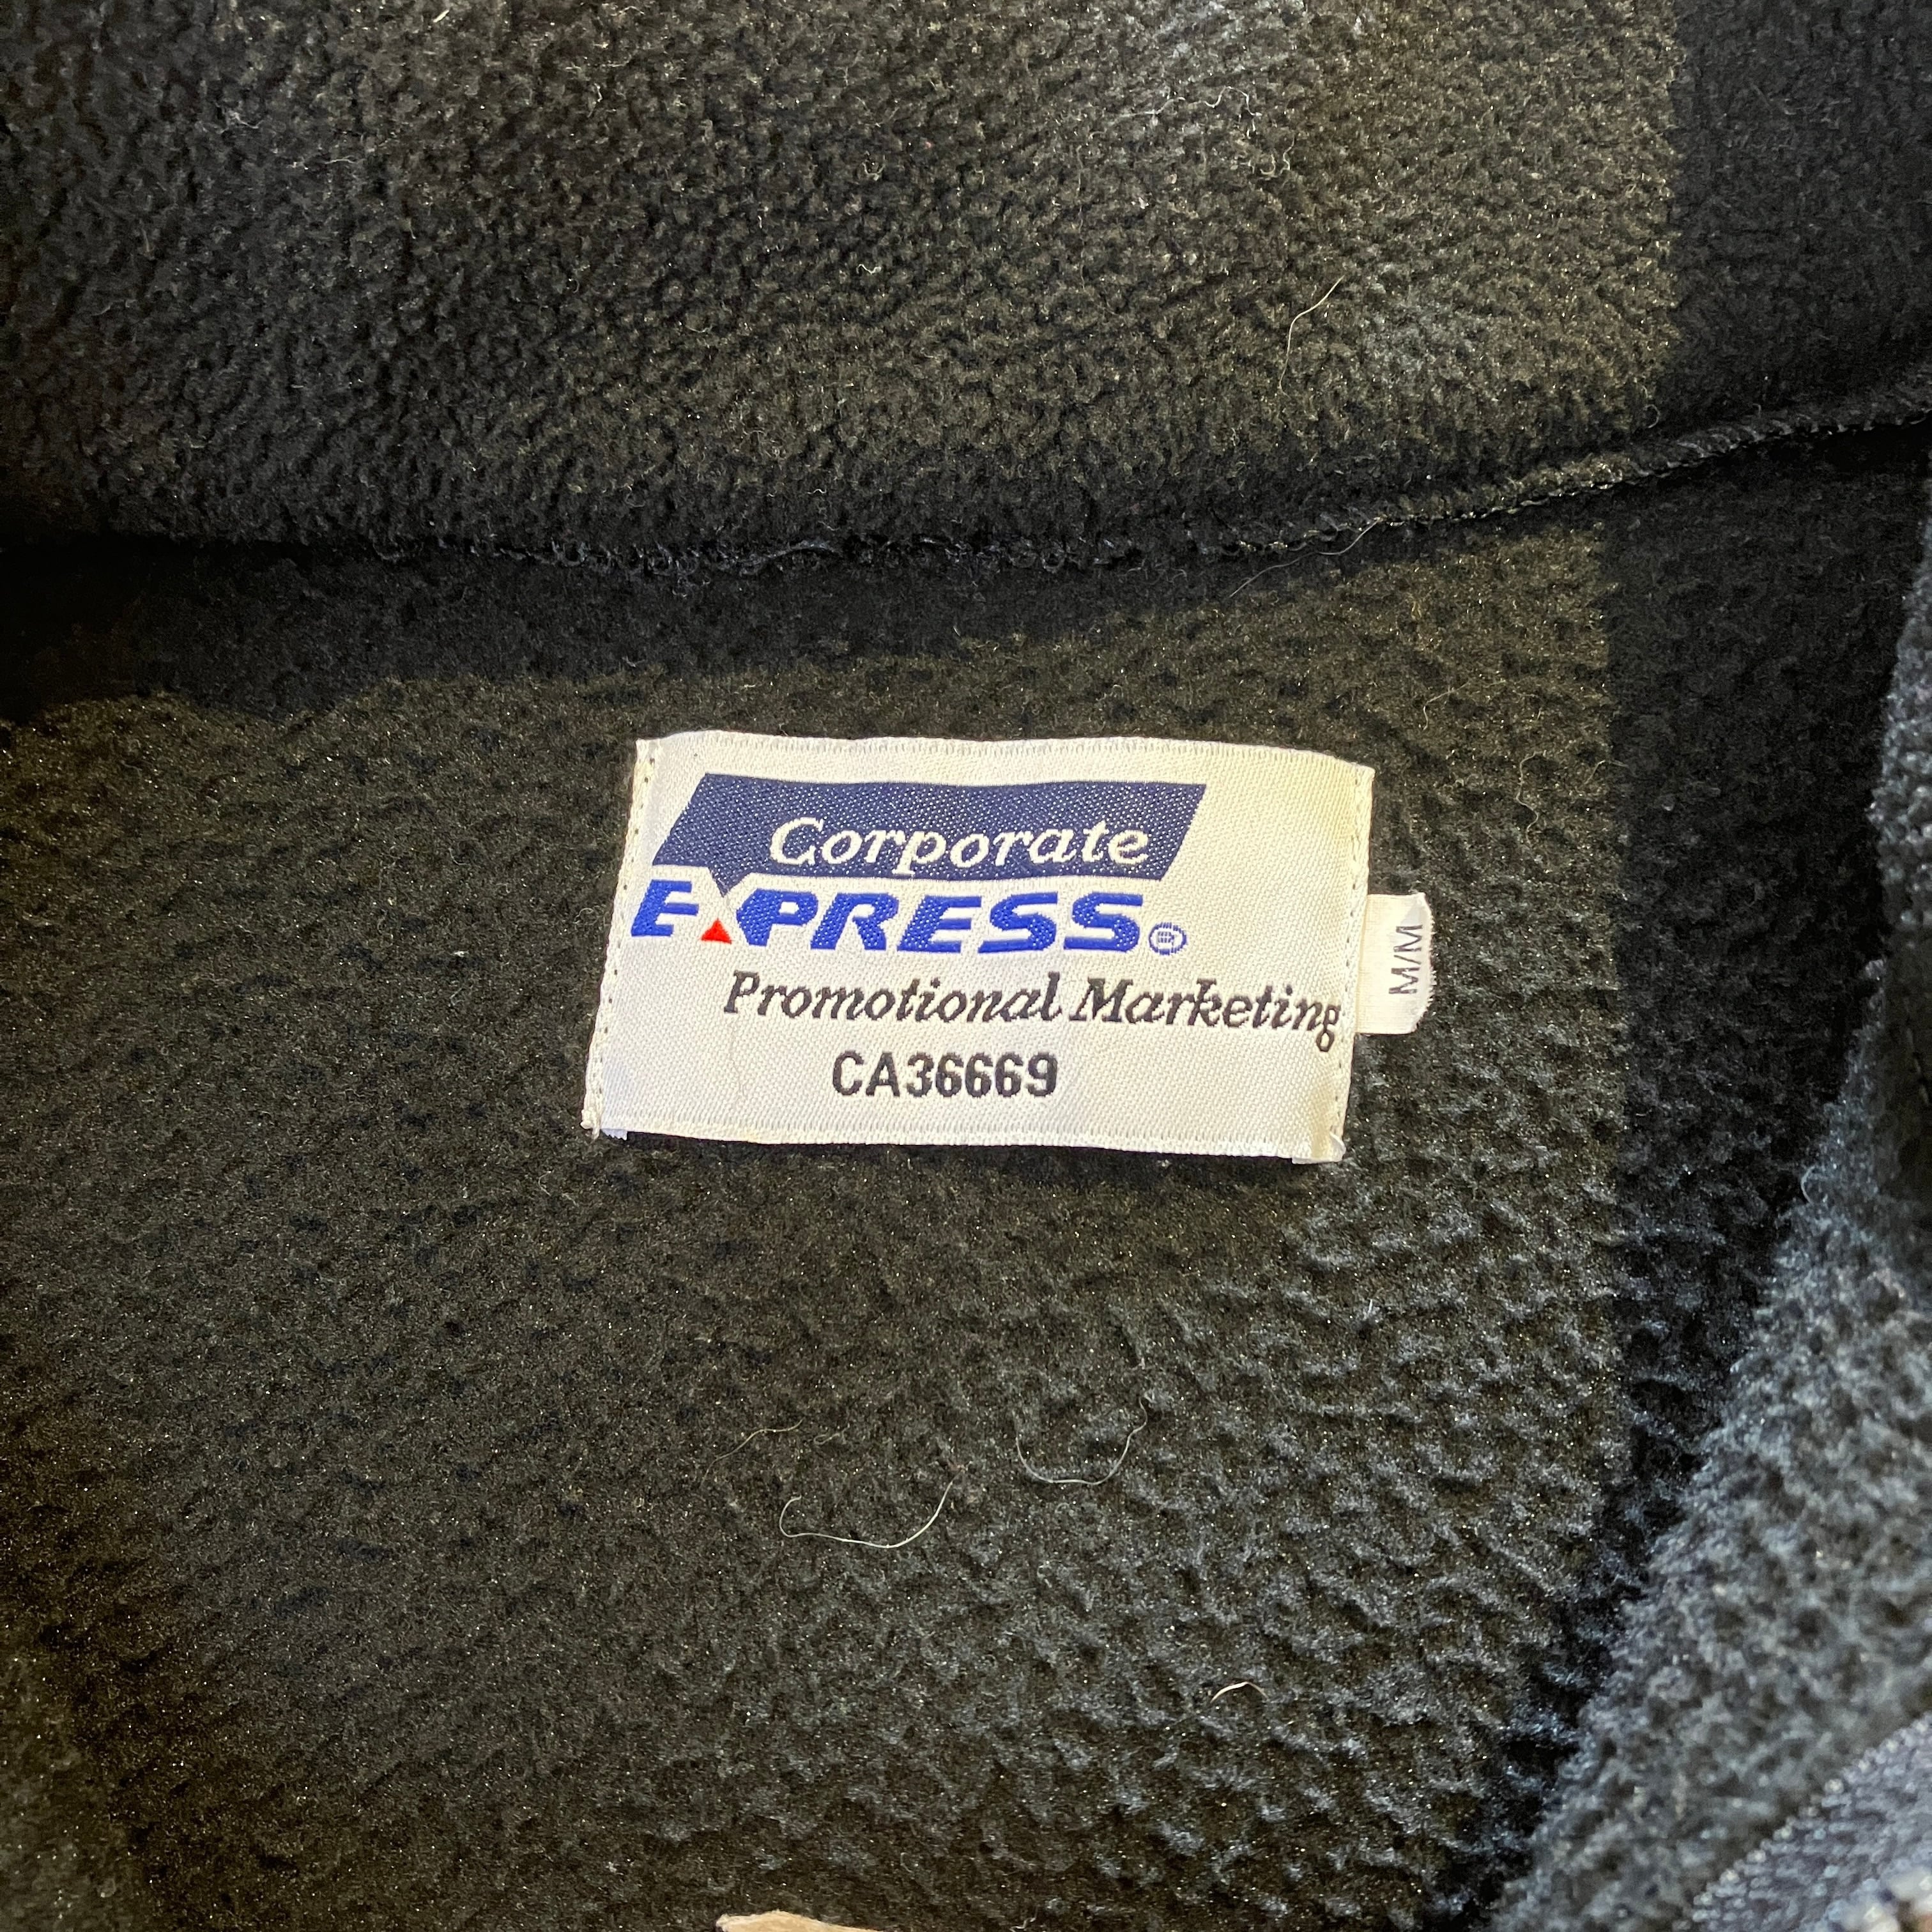 Corporate
EXPRESS®
Promotional Marketing
CA36669
M/M